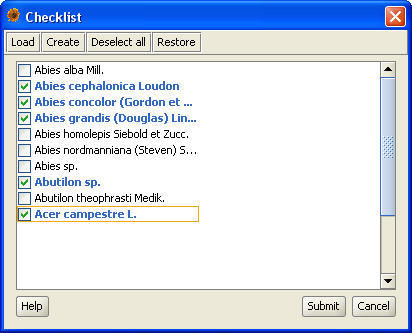 Checklist
Load Create Deselect all Restore
Abies alba Mill.
Abies cephalonica Loudon
Abies concolor (Gordon et ...
Abies grandis (Douglas) Lin...
Abies homolepis Siebold et Zucc.
Abies nordmanniana (Steven) S...
Abies sp.
Abutilon sp.
Abutilon theophrasti Medik.
Acer campestre L.
Help Submit Cancel